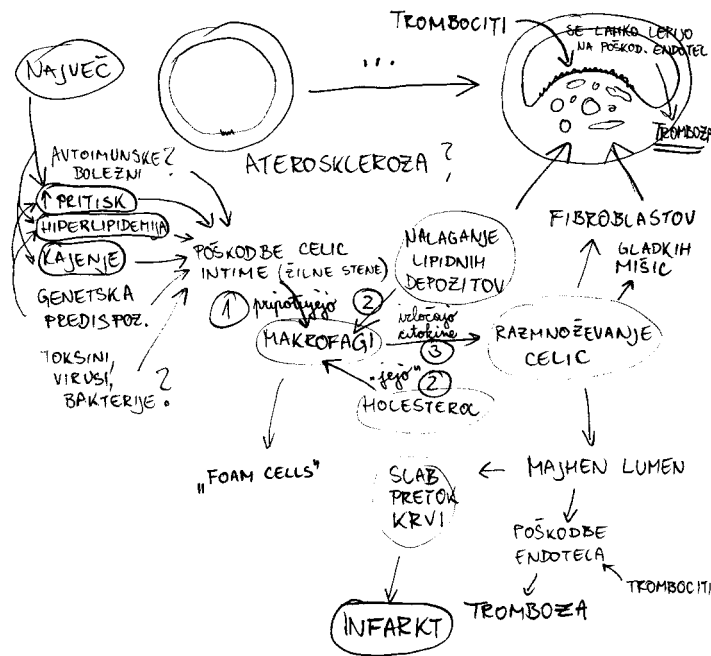 TROMBOCITI
SE LAHKO LEPIJO
NA POŠKOD. ENDOTEL
TROMBOZA
NAJVEČ
...
ATEROSKLEROZA?
AVTOIMUNSKE?
BOLEZNI
↑ PRITISK
HIPERLIPIDEMIJA
KAJENJE
GENETSKA
PREDISPOZ.
TOKSINI,
VIRUSI,
BAKTERIJE?
POŠKODBE CELIC
INTIME (ŽILNE STENE)
1 pripotujejo 2
MAKROFAGI
NALAGANJE
LIPIDNIH
DEPOZITOV
izločajo
citokine
3
"jejo" 2'
HOLESTEROL
FIBROBLASTOV
GLADKIH
MIŠIC
RAZMNOŽEVANJE
CELIC
„FOAM CELLS"
SLAB
PRETOK
KRVI
MAJHEN LUMEN
POŠKODBE
ENDOTELA
TROMBOCITI
TROMBOZA
INFARKT